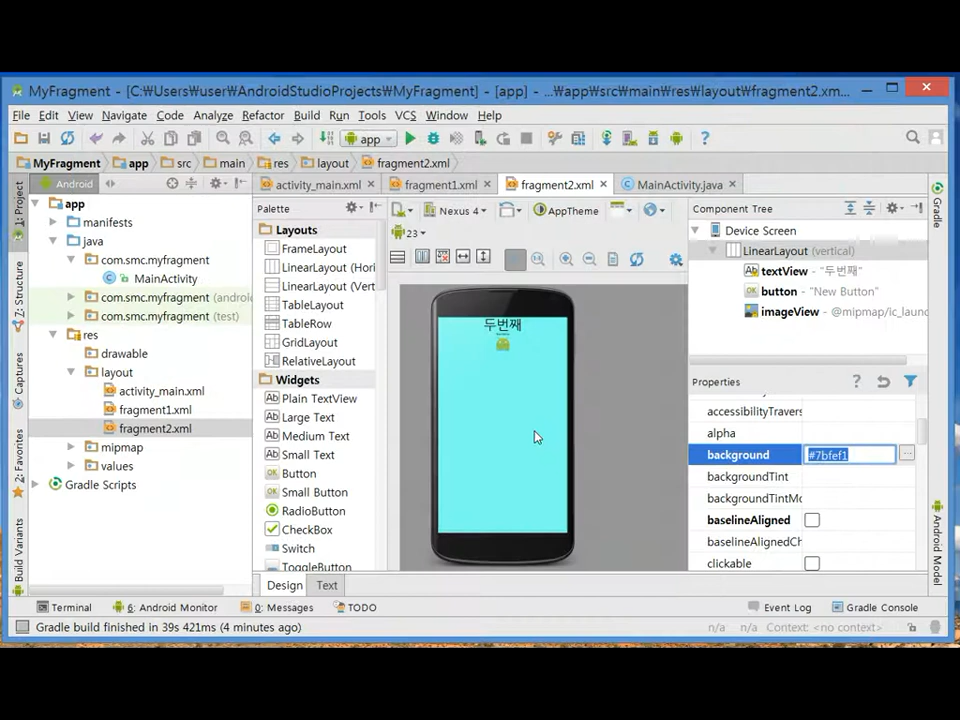 MyFragment - [C:₩Users₩user₩AndroidStudioProjects₩MyFragment] - [app] - ...₩app₩src₩main₩res₩layout₩fragment2.xm...
File Edit View Navigate Code Analyze Refactor Build Run Tools VCS Window Help
app
MyFragment app src main res layout fragment2.xml
Android
activity_main.xml fragment1.xml fragment2.xml MainActivity.java
1: Project
7: Structure
Captures
2: Favorites
Build Variants
app
manifests
java
com.smc.myfragment
MainActivity
com.smc.myfragment (androi
com.smc.myfragment (test)
res
drawable
layout
activity_main.xml
fragment1.xml
fragment2.xml
mipmap
values
Gradle Scripts
Palette
Layouts
FrameLayout
LinearLayout (Hori
LinearLayout (Vert
TableLayout
TableRow
GridLayout
RelativeLayout
Widgets
Plain TextView
Large Text
Medium Text
Small Text
Button
Small Button
RadioButton
CheckBox
Switch
ToggleButton
Nexus 4 AppTheme
23
두번째
Design Text
Component Tree
Device Screen
LinearLayout (vertical)
textView - "두번째"
button - "New Button"
imageView - @mipmap/ic_launc
Properties
accessibilityTravers
alpha
background #7bfef1
backgroundTint
backgroundTintMo
baselineAligned
baselineAlignedCh
clickable
Gradle
Android Model
Terminal 6: Android Monitor 0: Messages TODO Event Log Gradle Console
Gradle build finished in 39s 421ms (4 minutes ago) n/a n/a Context: <no context>